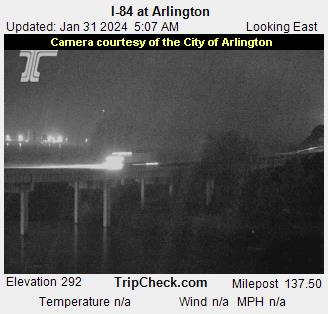 I-84 at Arlington
Updated: Jan 31 2024 5:07 AM Looking East
Camera courtesy of the City of Arlington
Elevation 292 TripCheck.com Milepost 137.50
Temperature n/a Wind n/a MPH n/a